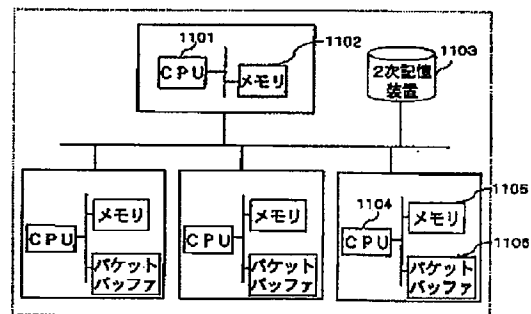 1101
1102
1103
CPU
メモリ
2次記憶
装置
1104
1105
1106
メモリ
CPU
パケット
バッファ
メモリ
CPU
パケット
バッファ
メモリ
CPU
パケット
バッファ